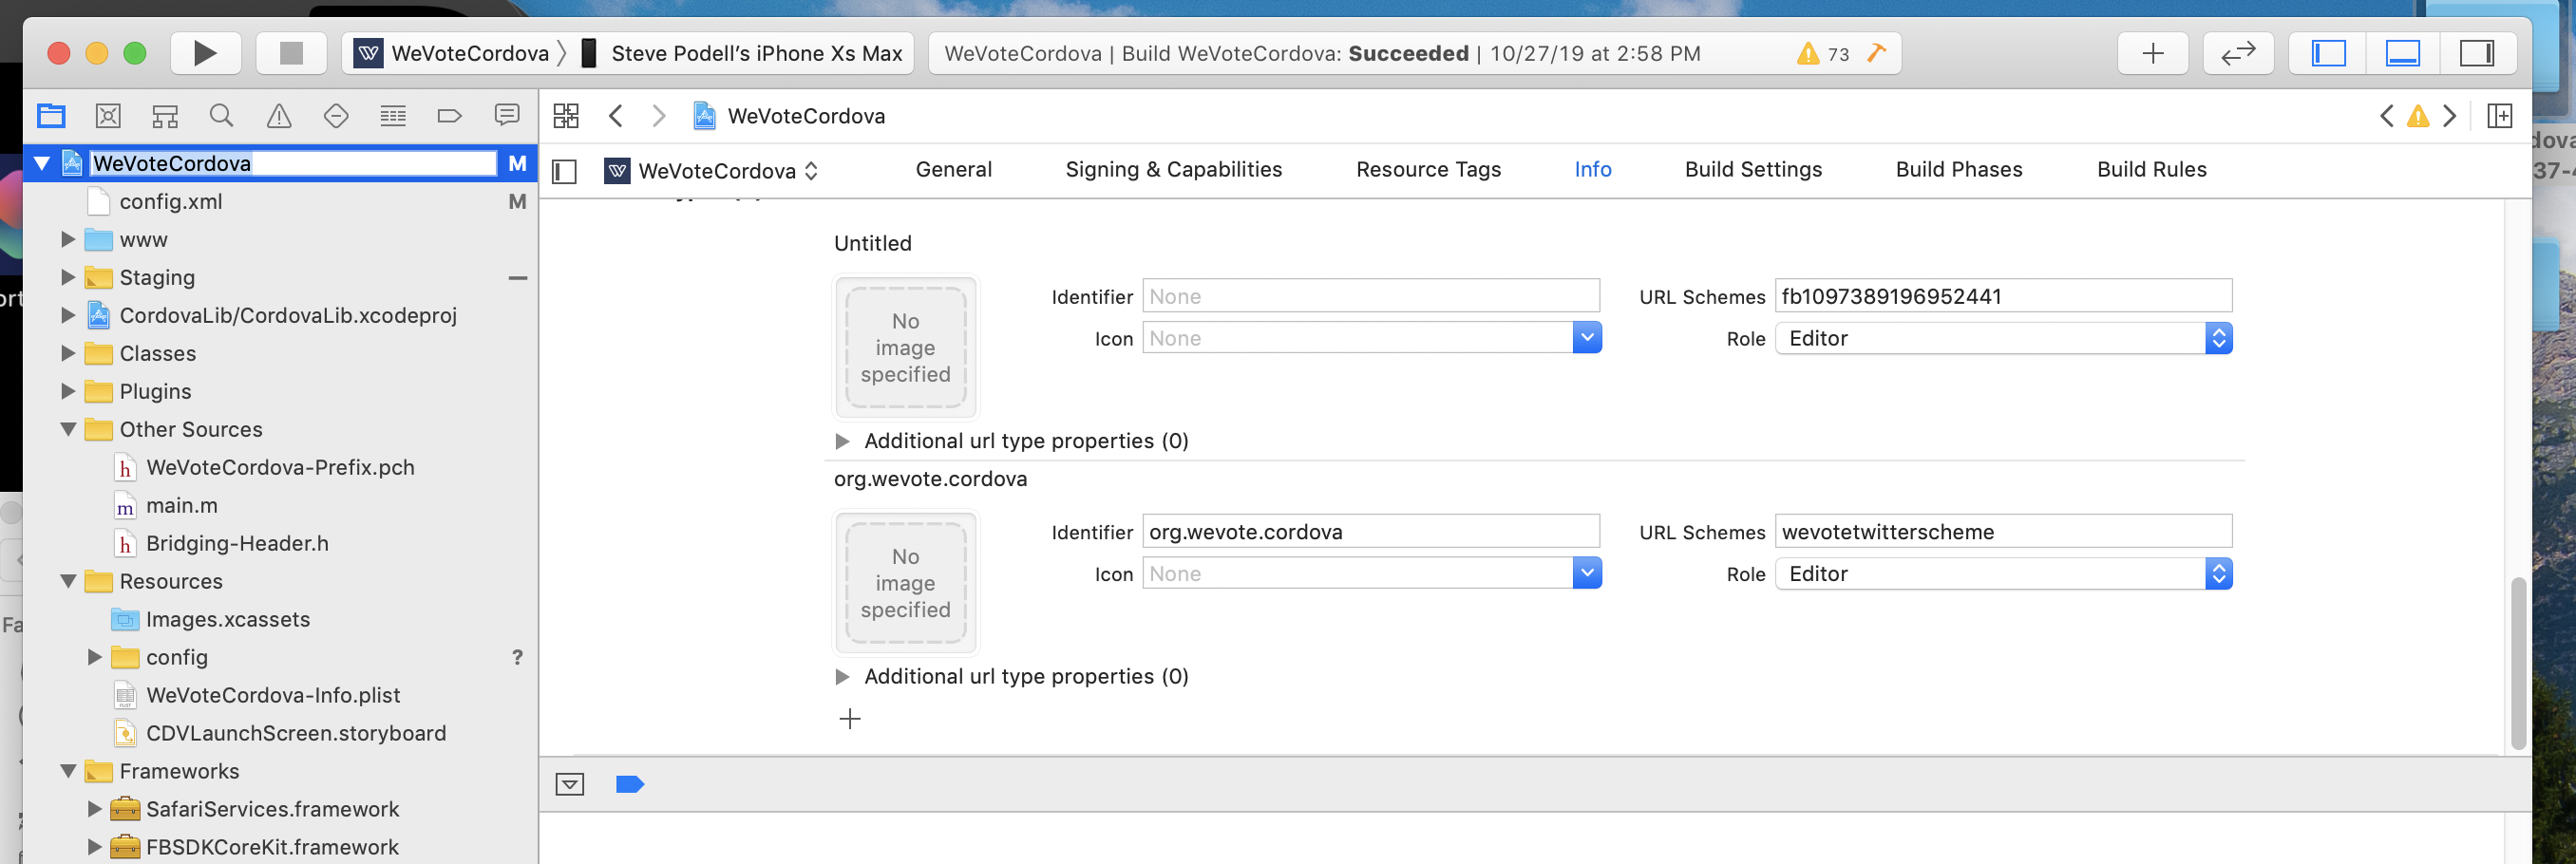 WeVoteCordova Steve Podell’s iPhone Xs Max WeVoteCordova | Build WeVoteCordova: Succeeded | 10/27/19 at 2:58 PM 73
WeVoteCordova
WeVoteCordova M
WeVoteCordova General Signing & Capabilities Resource Tags Info Build Settings Build Phases Build Rules
config.xml M
www
Staging
CordovaLib/CordovaLib.xcodeproj
Classes
Plugins
Other Sources
h WeVoteCordova-Prefix.pch
m main.m
h Bridging-Header.h
Resources
Images.xcassets
config ?
WeVoteCordova-Info.plist
CDVLaunchScreen.storyboard
Frameworks
SafariServices.framework
FBSDKCoreKit.framework
Untitled
No
image
specified
Identifier None URL Schemes fb1097389196952441
Icon None Role Editor
Additional url type properties (0)
org.wevote.cordova
No
image
specified
Identifier org.wevote.cordova URL Schemes wevotetwitterscheme
Icon None Role Editor
Additional url type properties (0)
dova
37-4
ort
Fa